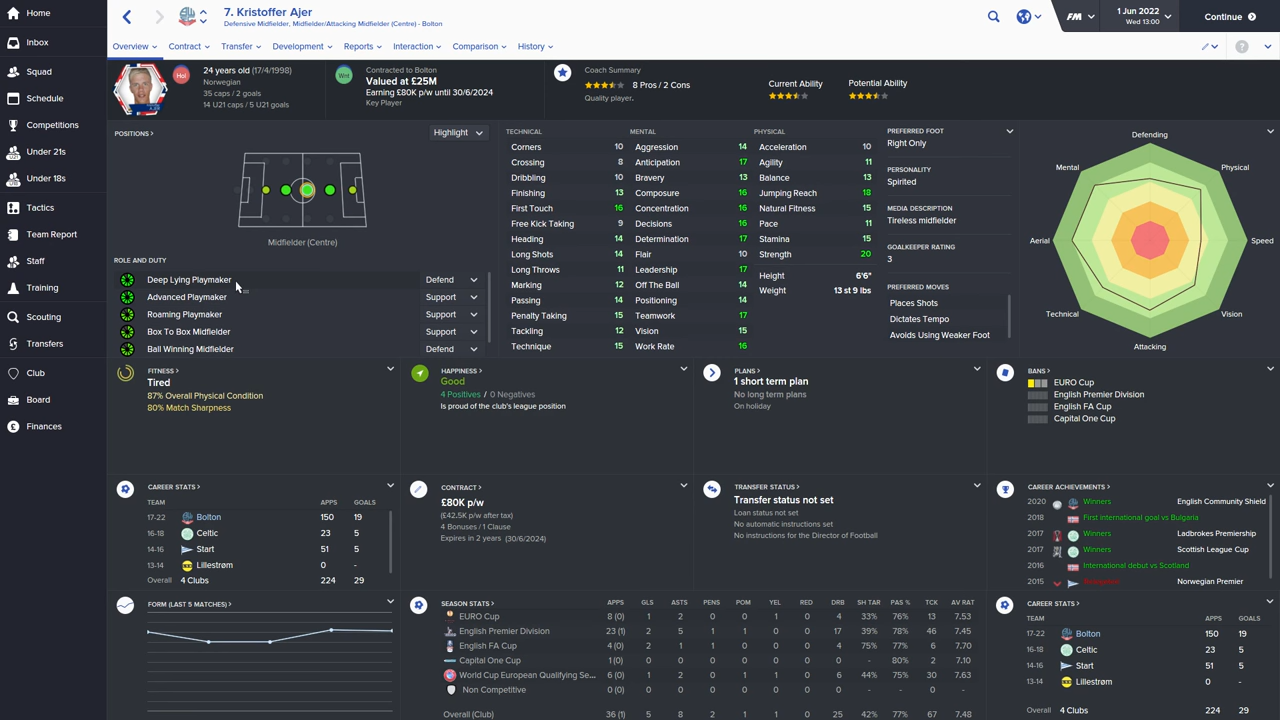 Home
Inbox
Squad
Schedule
Competitions
U21
Under 21s
U18
Under 18s
Tactics
Team Report
Staff
Training
Scouting
Transfers
Club
Board
Finances
7. Kristoffer Ajer
Defensive Midfielder, Midfielder/Attacking Midfielder (Centre) - Bolton
FM
1 Jun 2022
Wed 13:00
Continue
Overview
Contract
Transfer
Development
Reports
Interaction
Comparison
History
Hol
24 years old (17/4/1998)
Norwegian
35 caps / 2 goals
14 U21 caps / 5 U21 goals
Wnt
Contracted to Bolton
Valued at £25M
Earning £80K p/w until 30/6/2024
Key Player
Coach Summary
8 Pros / 2 Cons
Quality player.
Current Ability
Potential Ability
POSITIONS >
Highlight
Midfielder (Centre)
ROLE AND DUTY
Deep Lying Playmaker Defend
Advanced Playmaker Support
Roaming Playmaker Support
Box To Box Midfielder Support
Ball Winning Midfielder Defend
TECHNICAL
Corners 10
Crossing 8
Dribbling 10
Finishing 13
First Touch 16
Free Kick Taking 9
Heading 14
Long Shots 14
Long Throws 11
Marking 12
Passing 14
Penalty Taking 15
Tackling 12
Technique 15
MENTAL
Aggression 14
Anticipation 17
Bravery 13
Composure 16
Concentration 16
Decisions 16
Determination 17
Flair 10
Leadership 17
Off The Ball 14
Positioning 14
Teamwork 17
Vision 15
Work Rate 16
PHYSICAL
Acceleration 10
Agility 11
Balance 13
Jumping Reach 18
Natural Fitness 15
Pace 11
Stamina 15
Strength 20
Height 6'6"
Weight 13 st 9 lbs
PREFERRED FOOT
Right Only
PERSONALITY
Spirited
MEDIA DESCRIPTION
Tireless midfielder
GOALKEEPER RATING
3
PREFERRED MOVES
Places Shots
Dictates Tempo
Avoids Using Weaker Foot
Defending
Mental
Physical
Aerial
Speed
Technical
Vision
Attacking
FITNESS >
Tired
87% Overall Physical Condition
80% Match Sharpness
HAPPINESS >
Good
4 Positives / 0 Negatives
Is proud of the club's league position
PLANS >
1 short term plan
No long term plans
On holiday
BANS >
EURO Cup
English Premier Division
English FA Cup
Capital One Cup
CAREER STATS >
TEAM APPS GOALS
17-22 Bolton 150 19
16-18 Celtic 23 5
14-16 Start 51 5
13-14 Lillestrøm 0 -
Overall 4 Clubs 224 29
CONTRACT >
£80K p/w
(£42.5K p/w after tax)
4 Bonuses / 1 Clause
Expires in 2 years (30/6/2024)
TRANSFER STATUS >
Transfer status not set
Loan status not set
No automatic instructions set
No instructions for the Director of Football
CAREER ACHIEVEMENTS >
2020 Winners English Community Shield
2018 First international goal vs Bulgaria
2017 Winners Ladbrokes Premiership
2017 Winners Scottish League Cup
2016 International debut vs Scotland
2015 Norwegian Premier
FORM (LAST 5 MATCHES) >
SEASON STATS >
APPS GLS ASTS PENS POM YEL RED DRB SH TAR PAS % TCK AV RAT
EURO Cup 8 (0) 1 2 0 0 1 0 4 33% 76% 13 7.53
English Premier Division 23 (1) 2 5 1 1 0 0 17 39% 78% 46 7.45
English FA Cup 4 (0) 2 1 1 0 0 0 4 75% 77% 6 7.70
Capital One Cup 1 (0) 0 0 0 0 0 0 0 - 80% 2 7.10
World Cup European Qualifying Se... 6 (0) 1 2 0 0 1 0 6 44% 75% 30 7.63
Non Competitive 0 (0) 0 0 0 0 0 0 0 - - 0 -
Overall (Club) 36 (1) 5 8 2 1 1 0 25 42% 77% 67 7.48
CAREER STATS >
TEAM APPS GOALS
17-22 Bolton 150 19
16-18 Celtic 23 5
14-16 Start 51 5
13-14 Lillestrøm 0 -
Overall 4 Clubs 224 29